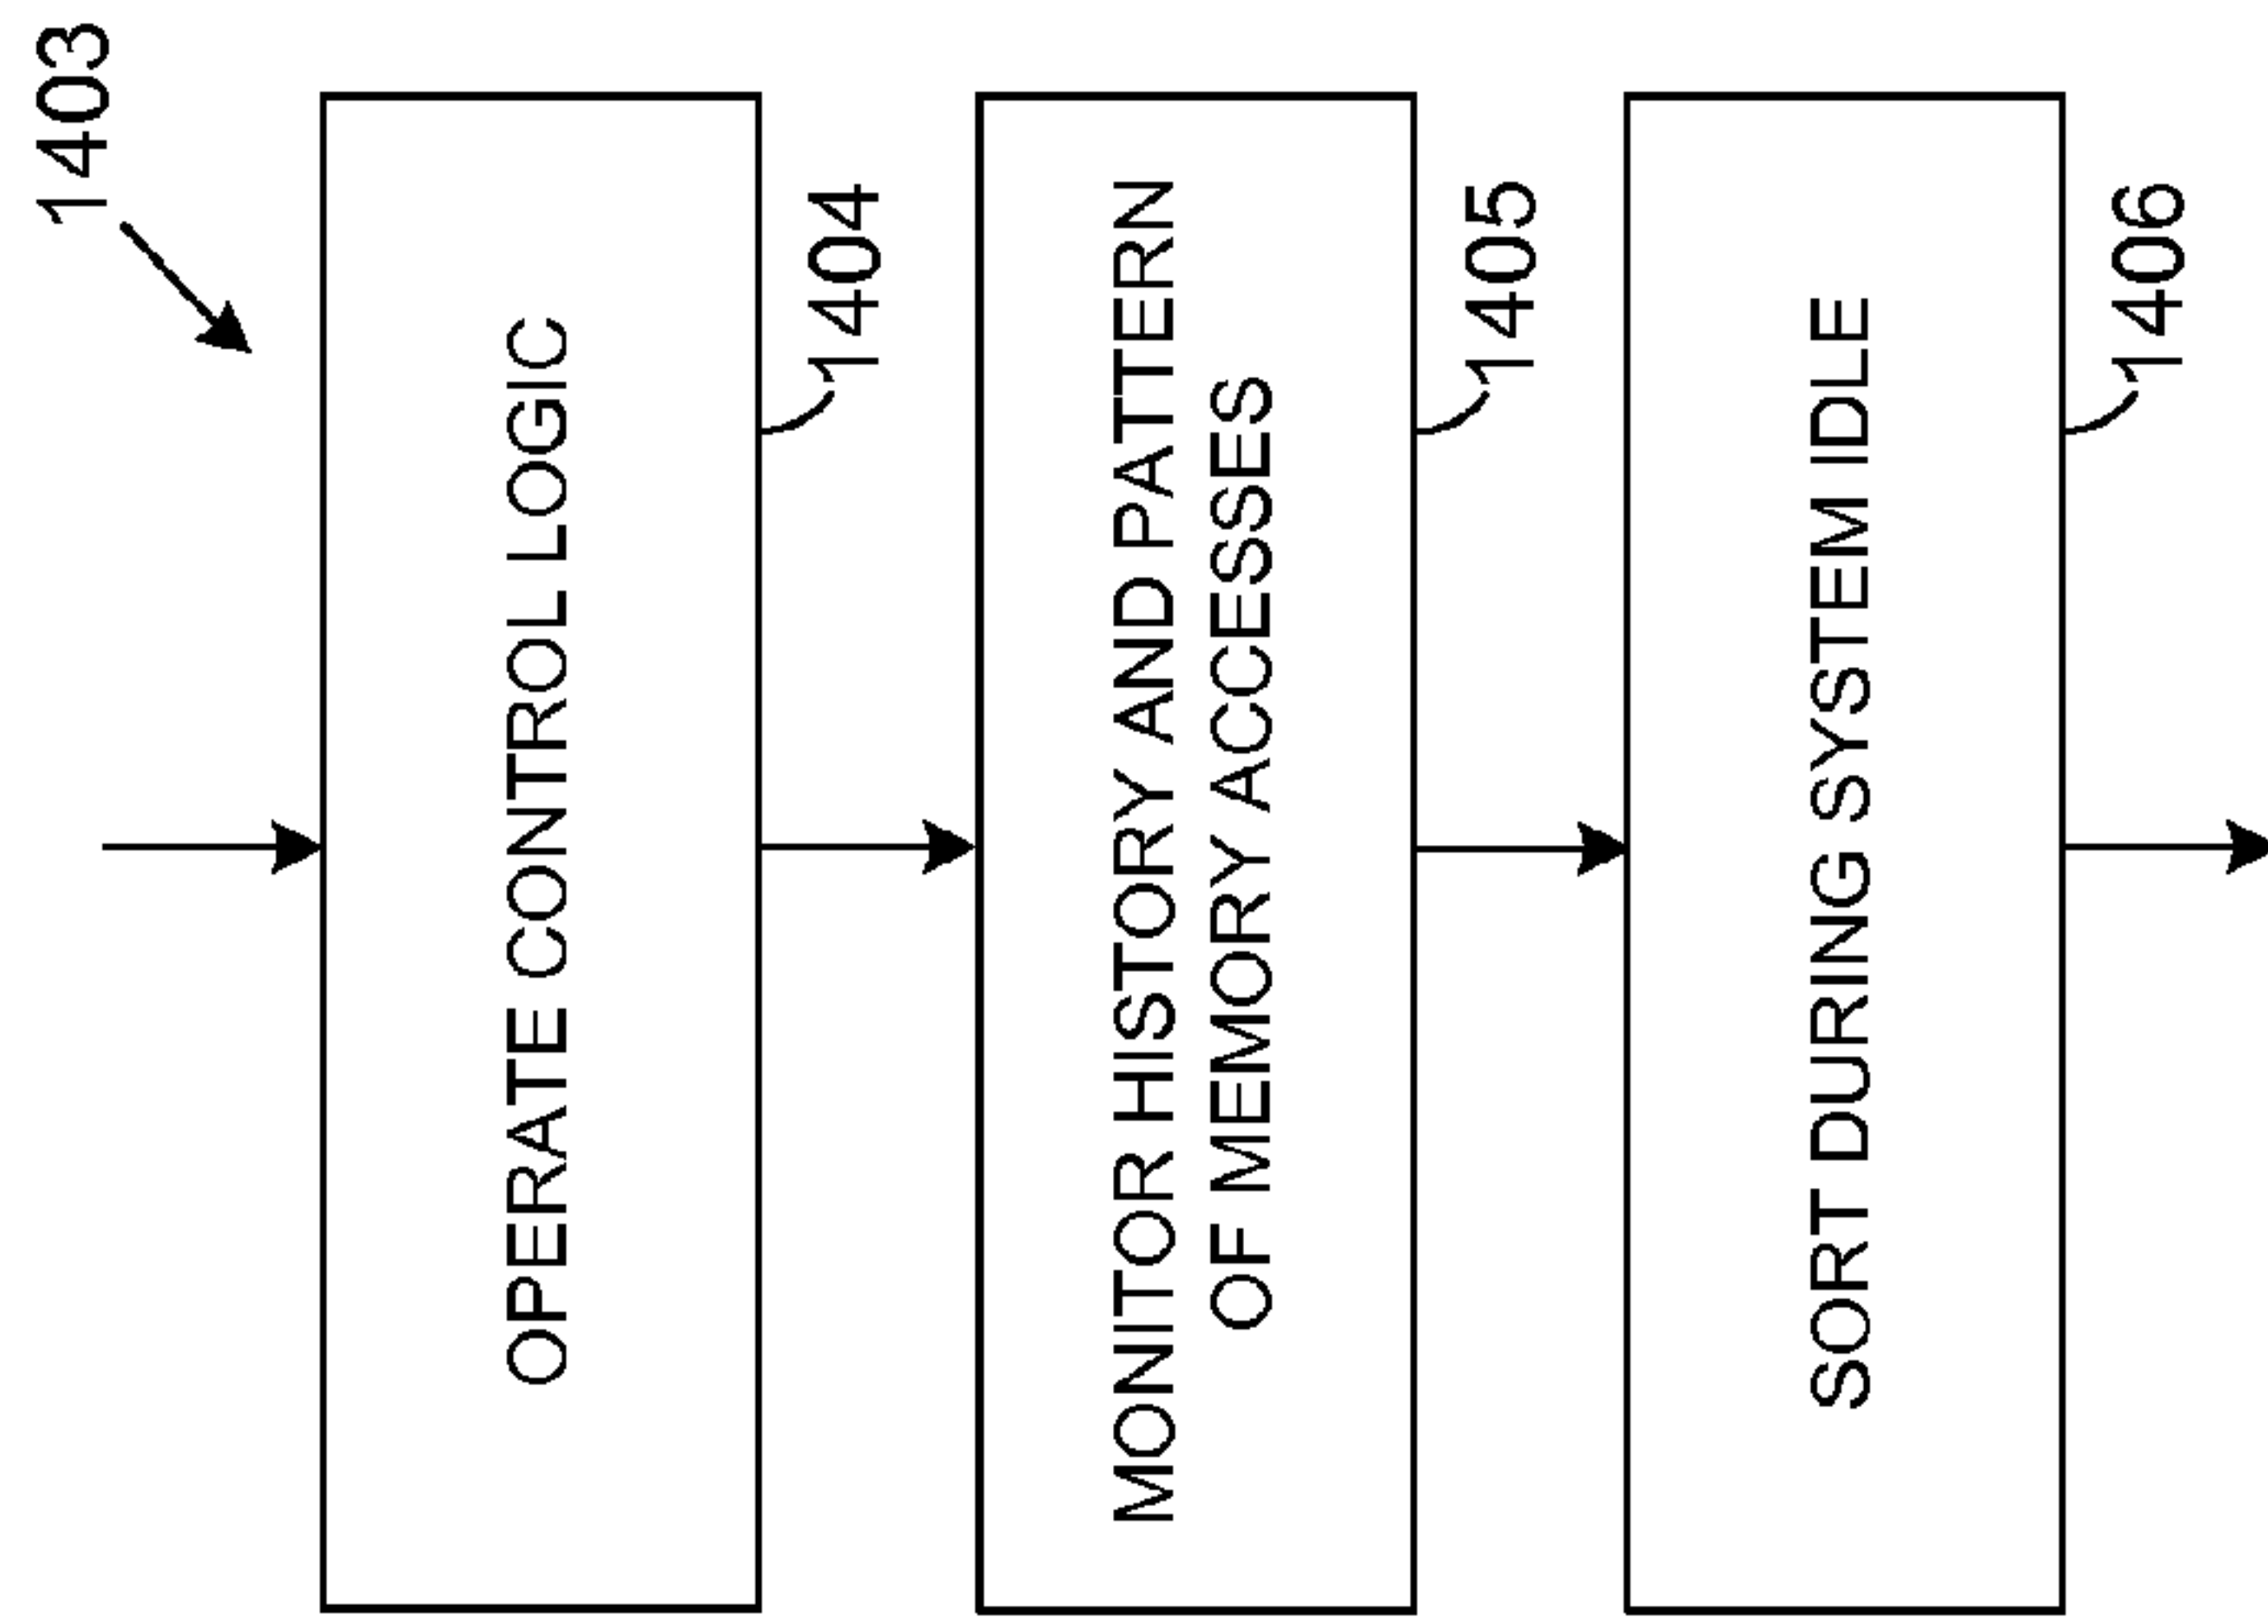 1403
OPERATE CONTROL LOGIC
1404
MONITOR HISTORY AND PATTERN
OF MEMORY ACCESSES
1405
SORT DURING SYSTEM IDLE
1406